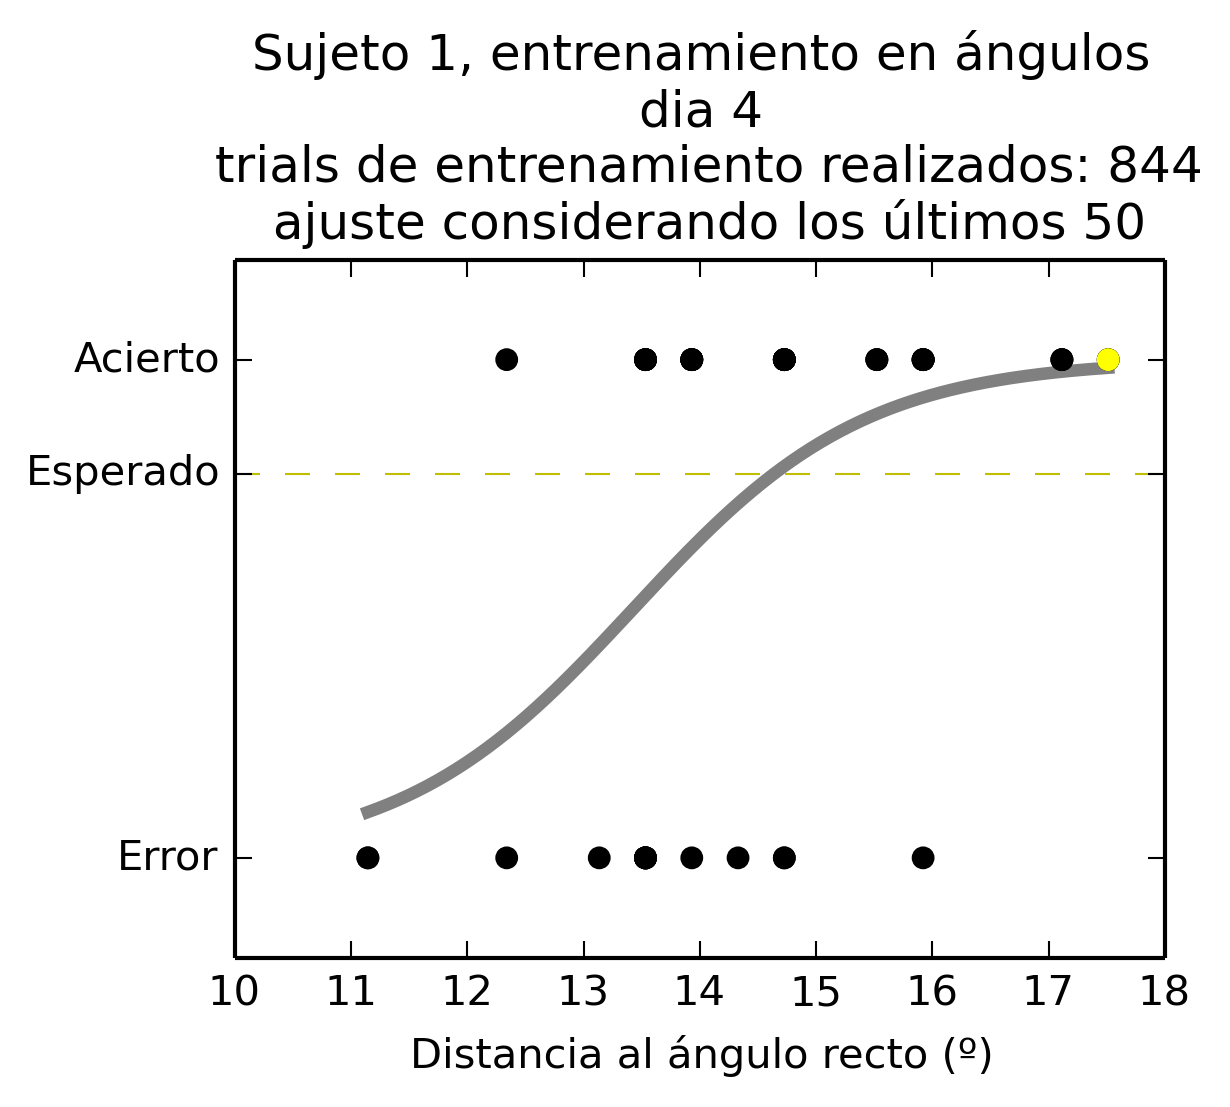 Sujeto 1, entrenamiento en ángulos
dia 4
trials de entrenamiento realizados: 844
ajuste considerando los últimos 50
Acierto
Esperado
Error
10 11 12 13 14 15 16 17 18
Distancia al ángulo recto (º)